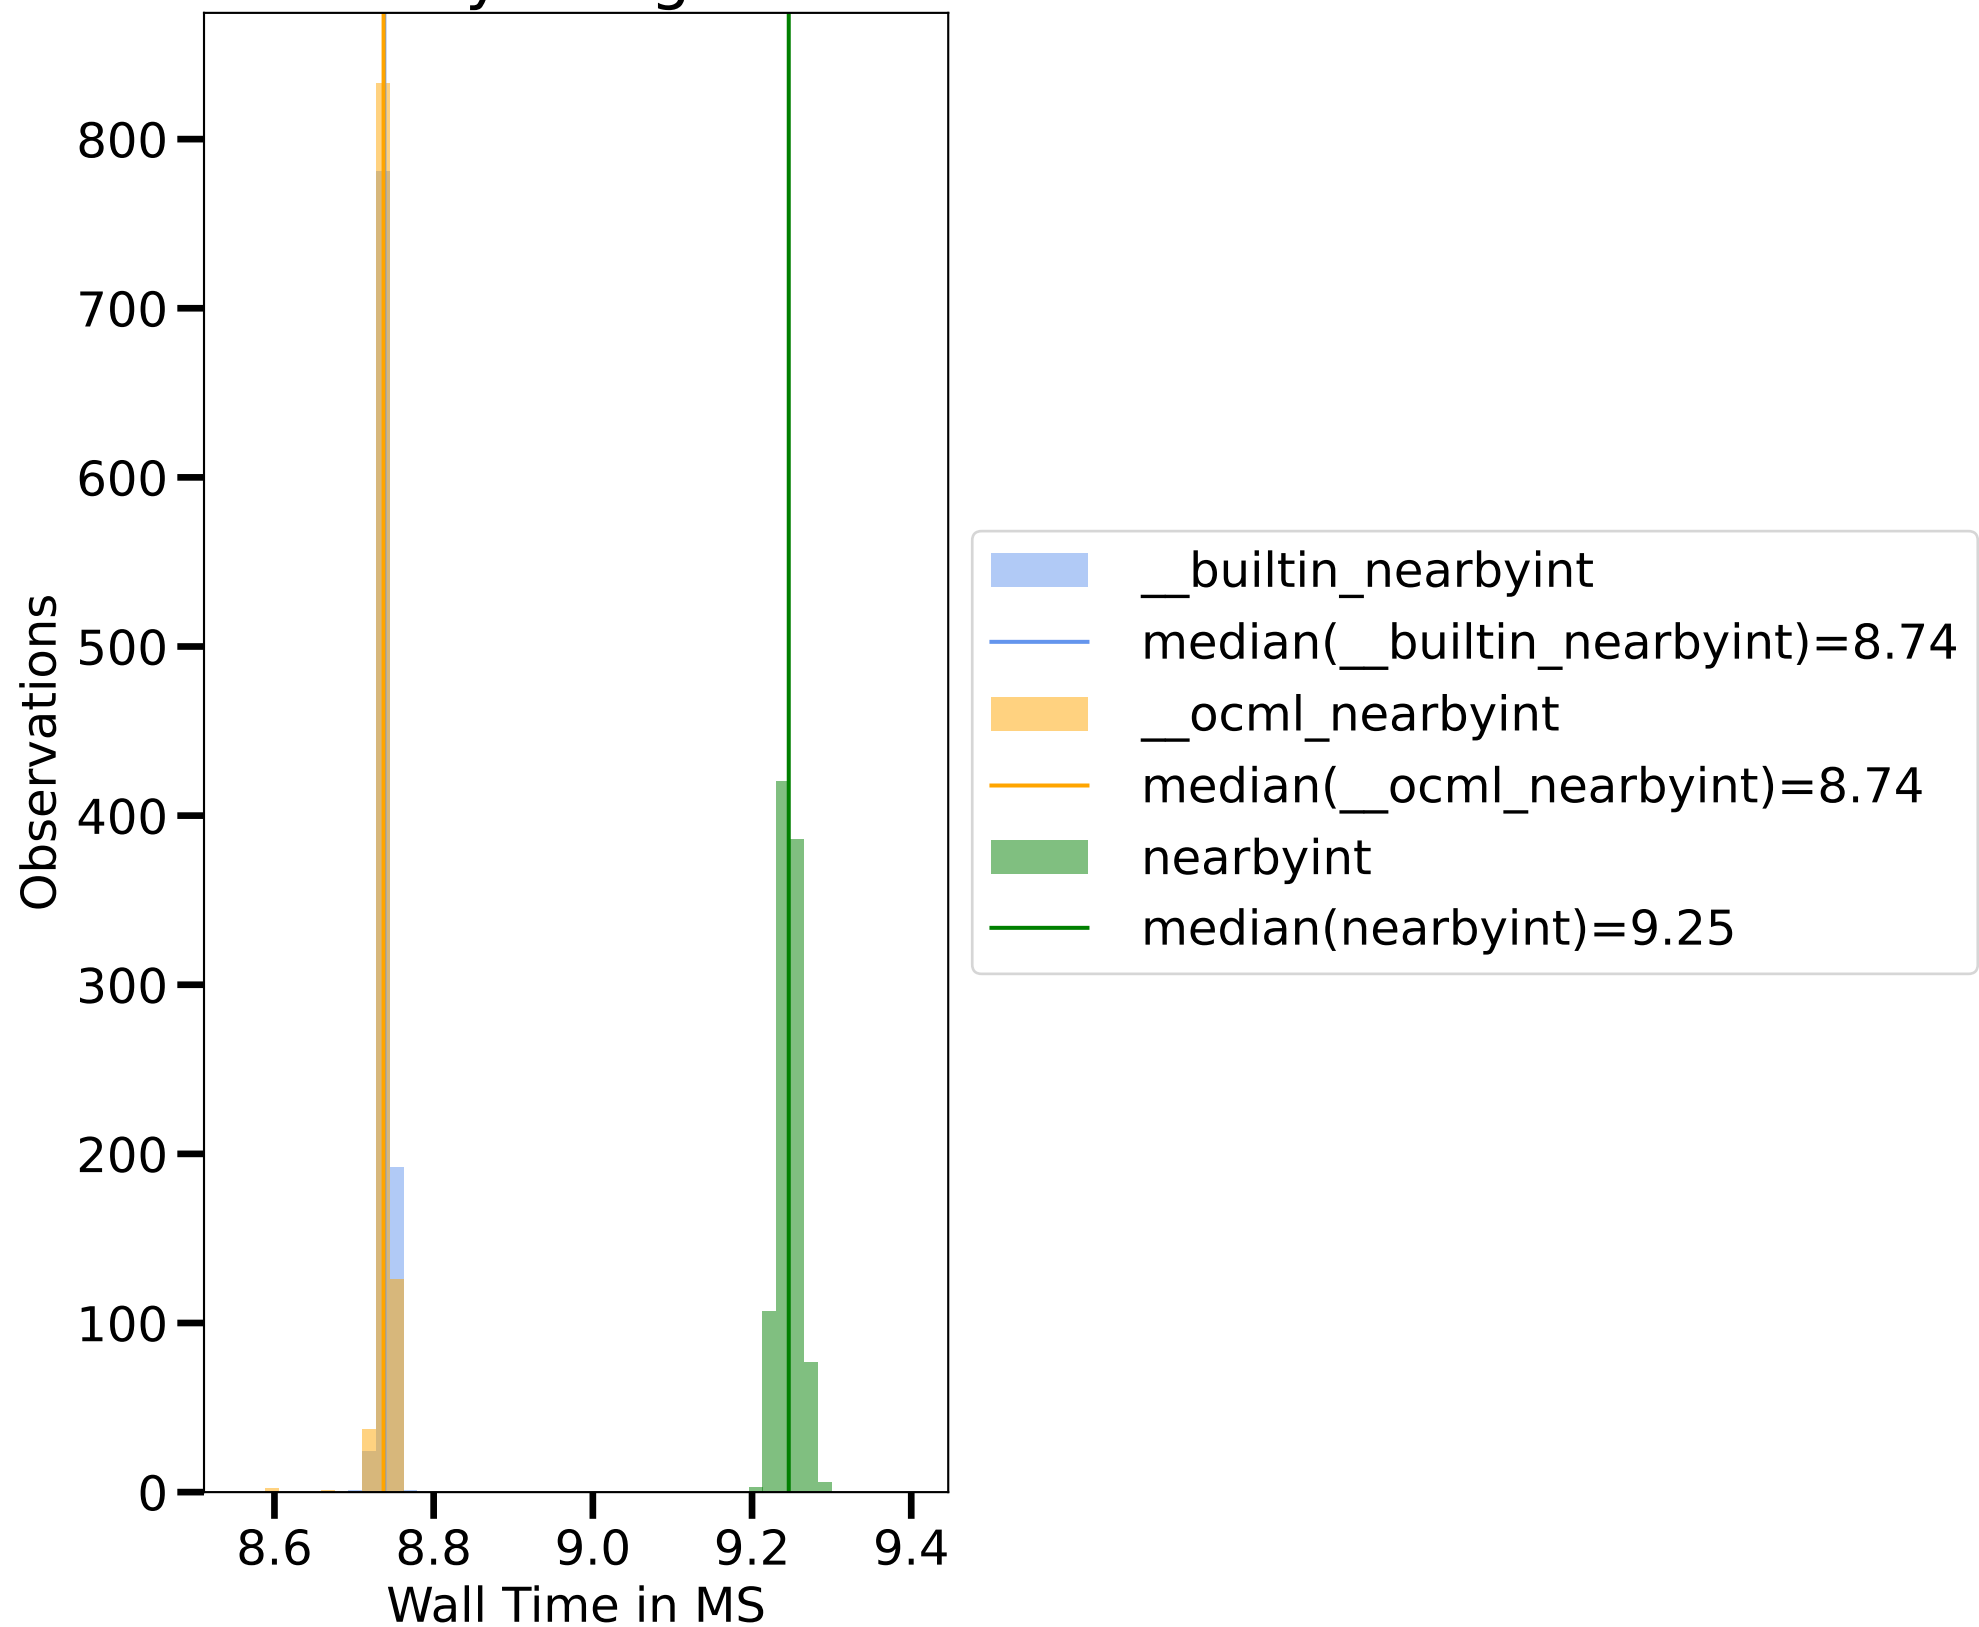 800
700
600
500
400
300
200
100
0
Observations
8.6 8.8 9.0 9.2 9.4
Wall Time in MS
__builtin_nearbyint
median(__builtin_nearbyint)=8.74
__ocml_nearbyint
median(__ocml_nearbyint)=8.74
nearbyint
median(nearbyint)=9.25